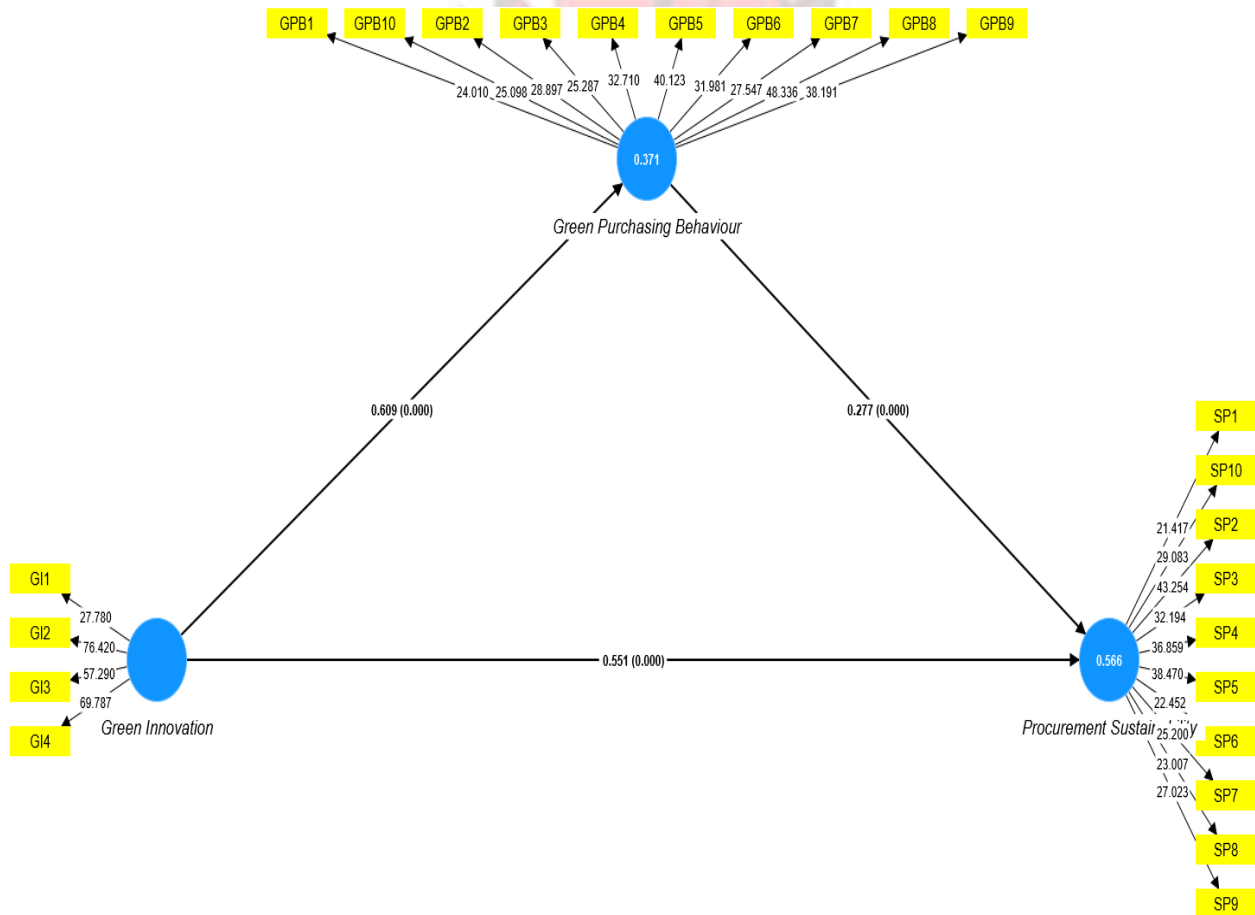 GPB1 GPB10 GPB2 GPB3 GPB4 GPB5 GPB6 GPB7 GPB8 GPB9
24.010 25.098 28.897 25.287 32.710 40.123 31.981 27.547 48.336 38.191
0.371
Green Purchasing Behaviour
0.609 (0.000)
0.277 (0.000)
SP1
SP10
SP2
SP3
SP4
SP5
SP6
SP7
SP8
SP9
21.417
29.083
43.254
32.194
36.859
38.470
22.452
25.200
23.007
27.023
GI1
GI2
GI3
GI4
27.780
76.420
57.290
69.787
0.551 (0.000)
0.566
Green Innovation
Procurement